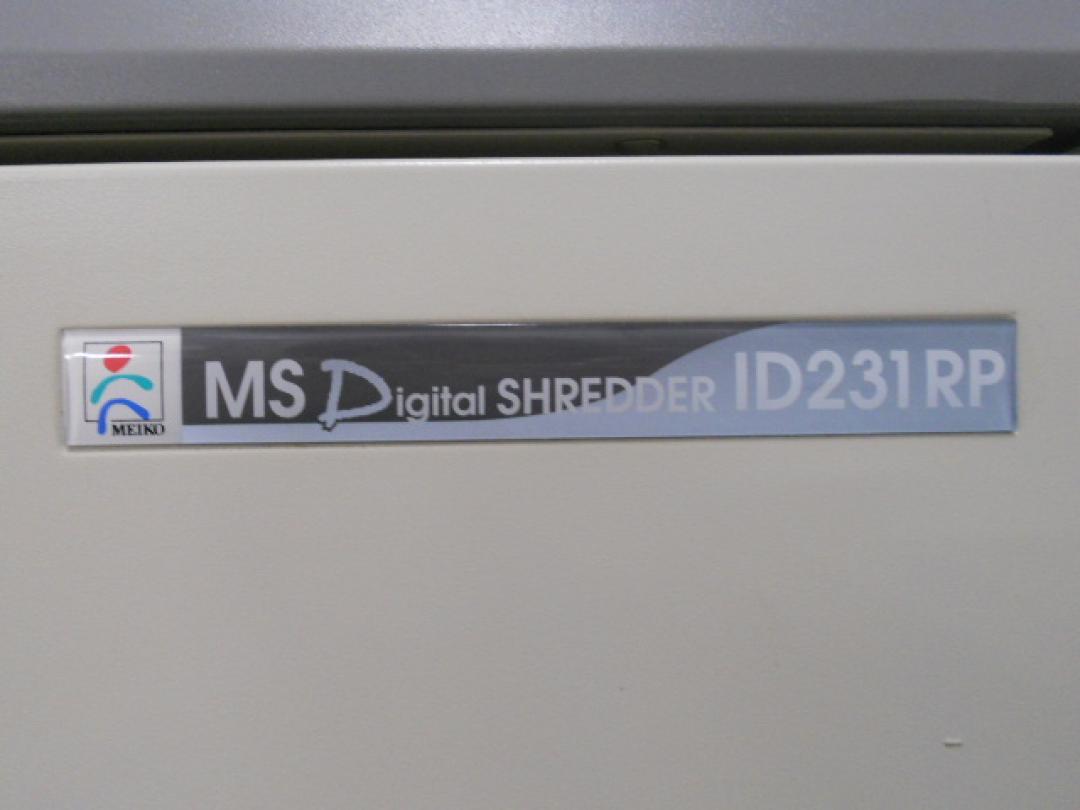 MEIKO
MS Digital SHREDDER ID231RP